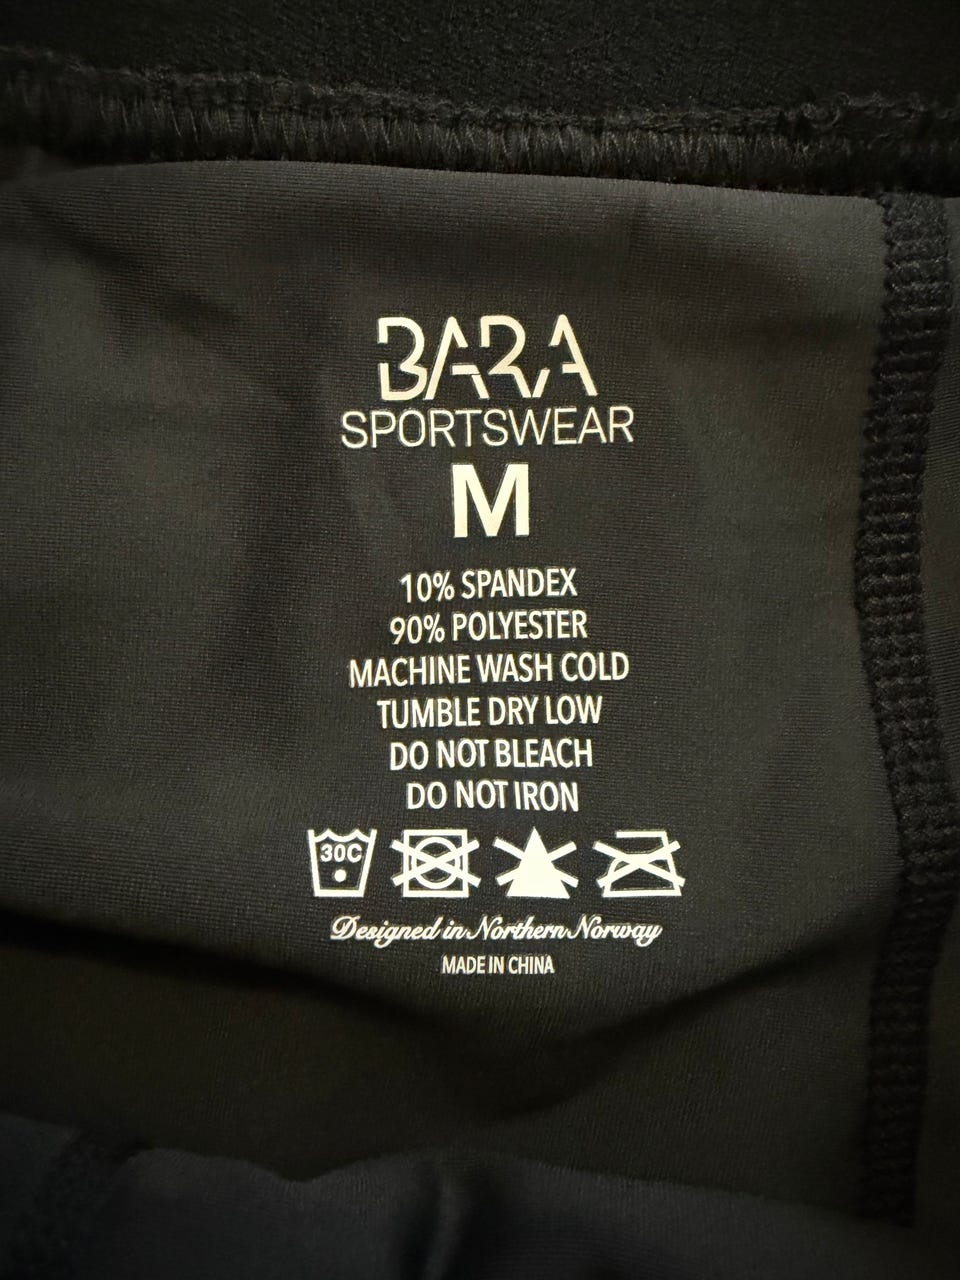 BARA
SPORTSWEAR
M
10% SPANDEX
90% POLYESTER
MACHINE WASH COLD
TUMBLE DRY LOW
DO NOT BLEACH
DO NOT IRON
30C
Designed in Northern Norway
MADE IN CHINA